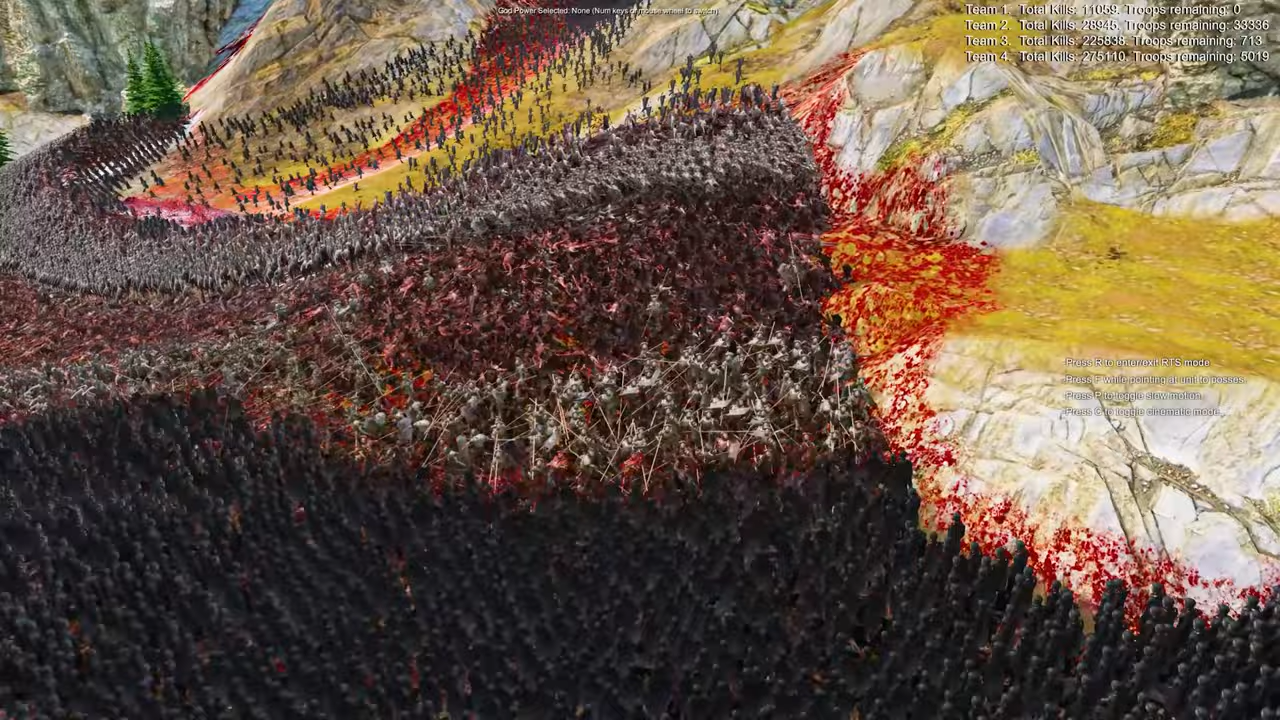 God Power Selected: None (Num keys or mouse wheel to switch)
Team 1. Total Kills: 11059. Troops remaining: 0
Team 2. Total Kills: 28945. Troops remaining: 33336
Team 3. Total Kills: 225838. Troops remaining: 713
Team 4. Total Kills: 275110. Troops remaining: 5019
Press R to enter/exit RTS mode
Press F while pointing at unit to posses.
Press P to toggle slow motion.
Press C to toggle cinematic mode...